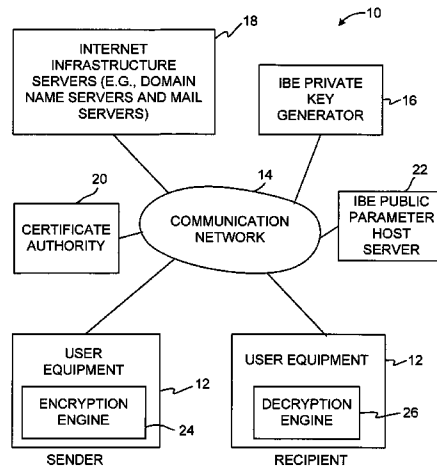 18
10
INTERNET
INFRASTRUCTURE
SERVERS (E.G., DOMAIN
NAME SERVERS AND MAIL
SERVERS)
IBE PRIVATE
KEY
GENERATOR
16
20
14
22
CERTIFICATE
AUTHORITY
COMMUNICATION
NETWORK
IBE PUBLIC
PARAMETER
HOST
SERVER
USER
EQUIPMENT
12
ENCRYPTION
ENGINE
24
SENDER
USER EQUIPMENT
12
DECRYPTION
ENGINE
26
RECIPIENT